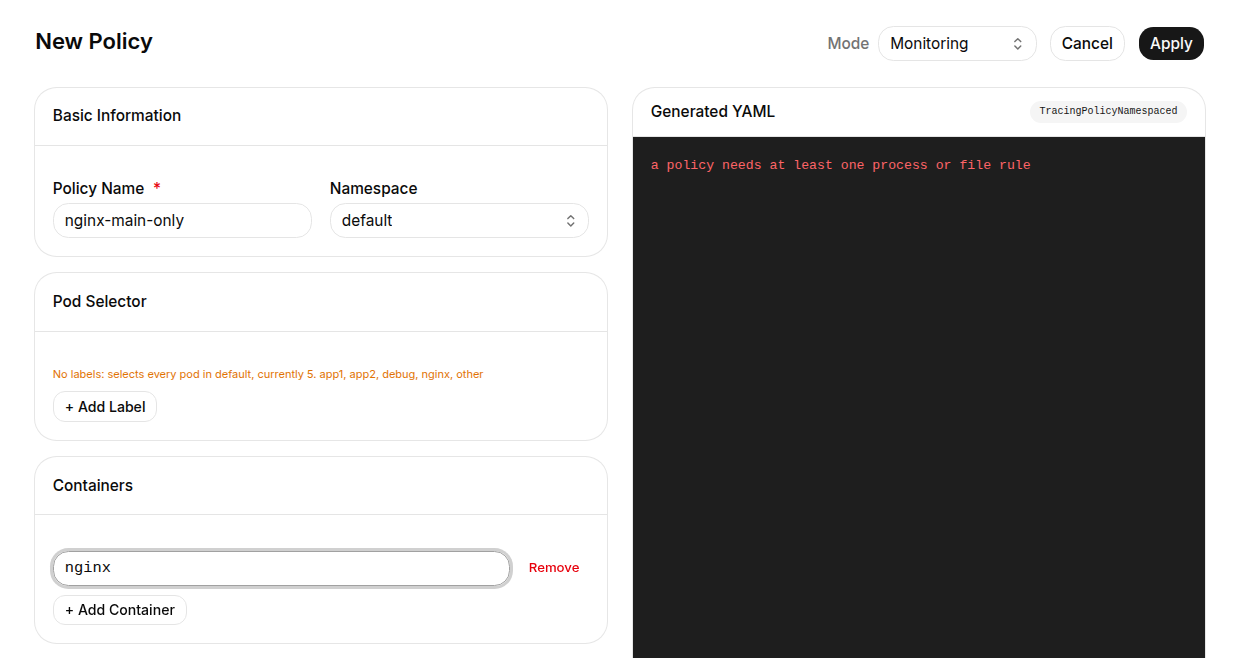 New Policy
Mode
Monitoring
Cancel
Apply
Basic Information
Policy Name *
Namespace
nginx-main-only
default
Pod Selector
No labels: selects every pod in default, currently 5. app1, app2, debug, nginx, other
+ Add Label
Containers
nginx
Remove
+ Add Container
Generated YAML
TracingPolicyNamespaced
a policy needs at least one process or file rule